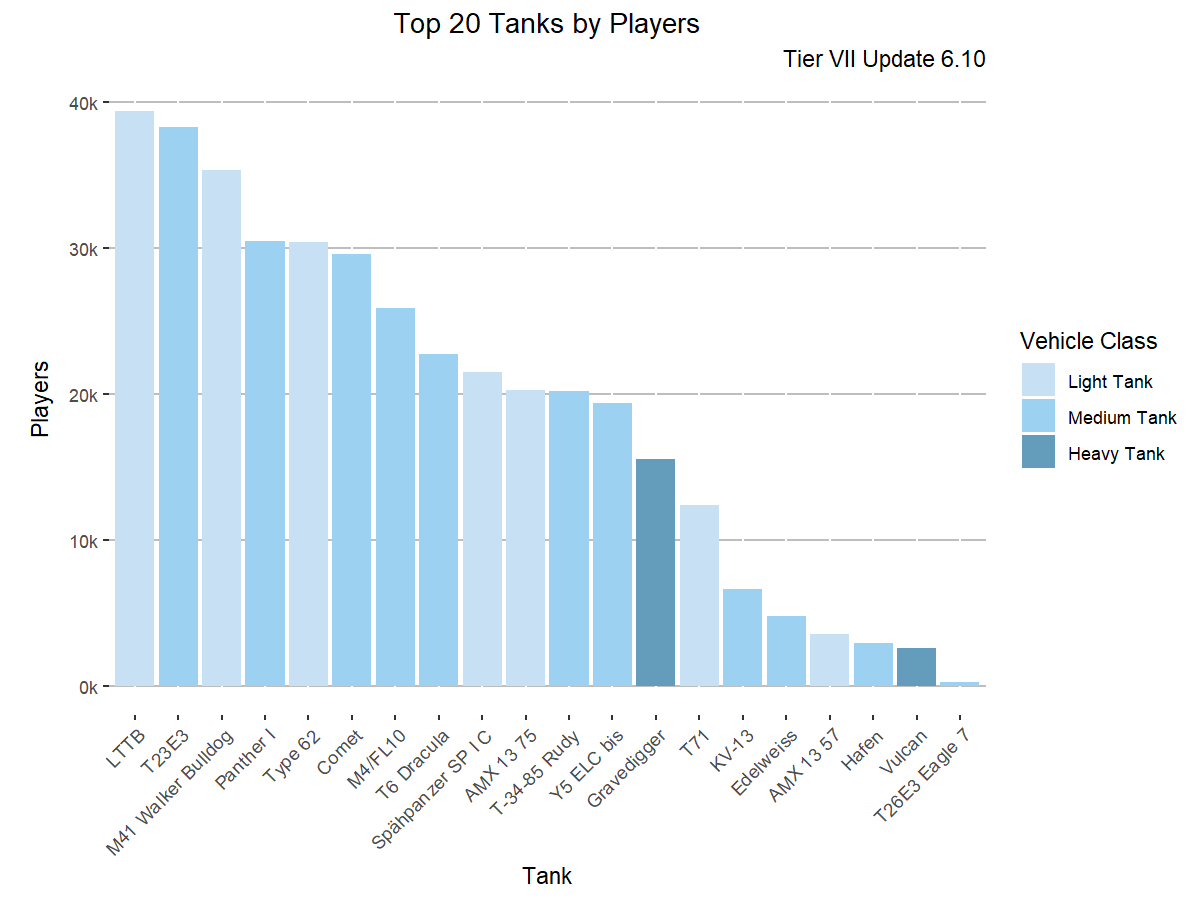 Top 20 Tanks by Players
Tier VII Update 6.10
Players
40k
30k
20k
10k
0k
LTTB
T23E3
M41 Walker Bulldog
Panther I
Type 62
Comet
M4/FL10
T6 Dracula
Spähpanzer SP I C
AMX 13 75
T-34-85 Rudy
Y5 ELC bis
Gravedigger
T71
KV-13
Edelweiss
AMX 13 57
Hafen
Vulcan
T26E3 Eagle 7
Tank
Vehicle Class
Light Tank
Medium Tank
Heavy Tank